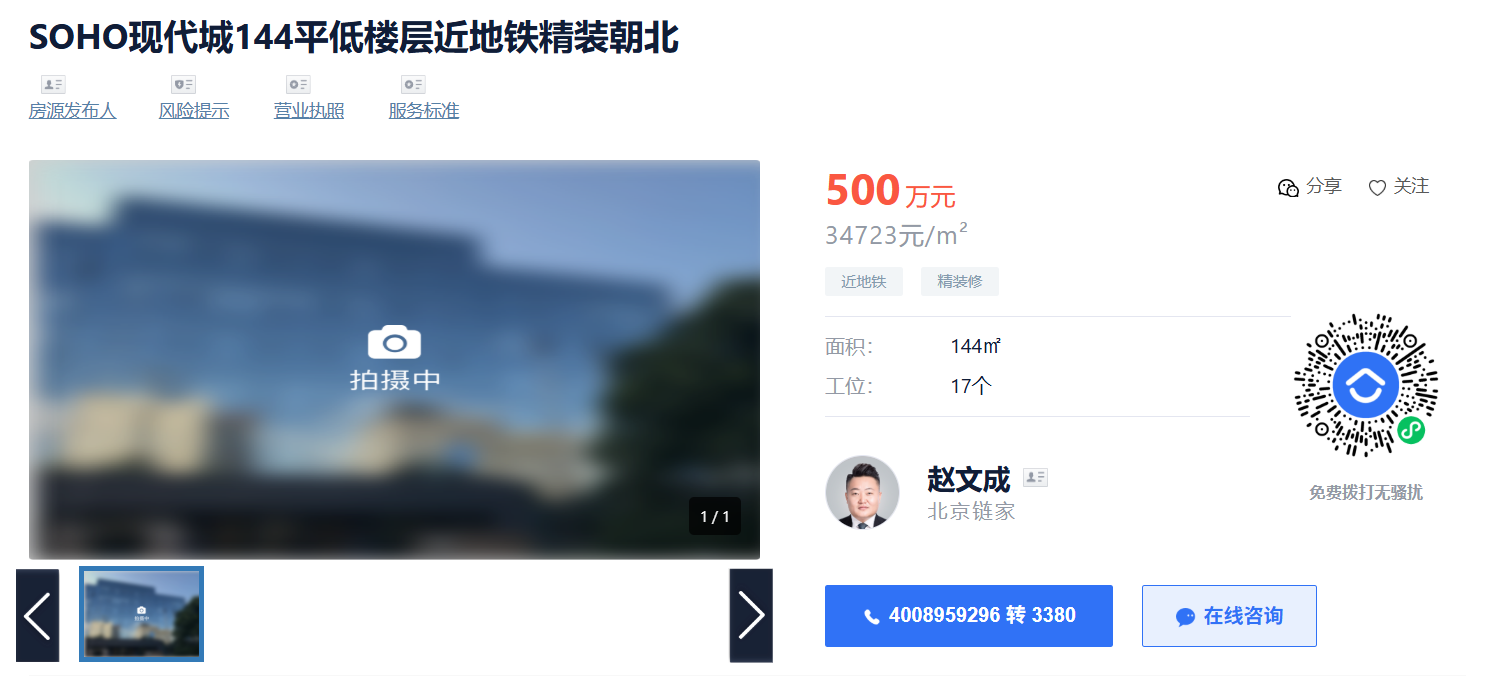 SOHO现代城144平低楼层近地铁精装朝北
房源发布人 风险提示 营业执照 服务标准
拍摄中
1 / 1
500 万元
分享 关注
34723元/m²
近地铁 精装修
面积： 144㎡
工位： 17个
赵文成
北京链家
免费拨打无骚扰
4008959296 转 3380
在线咨询